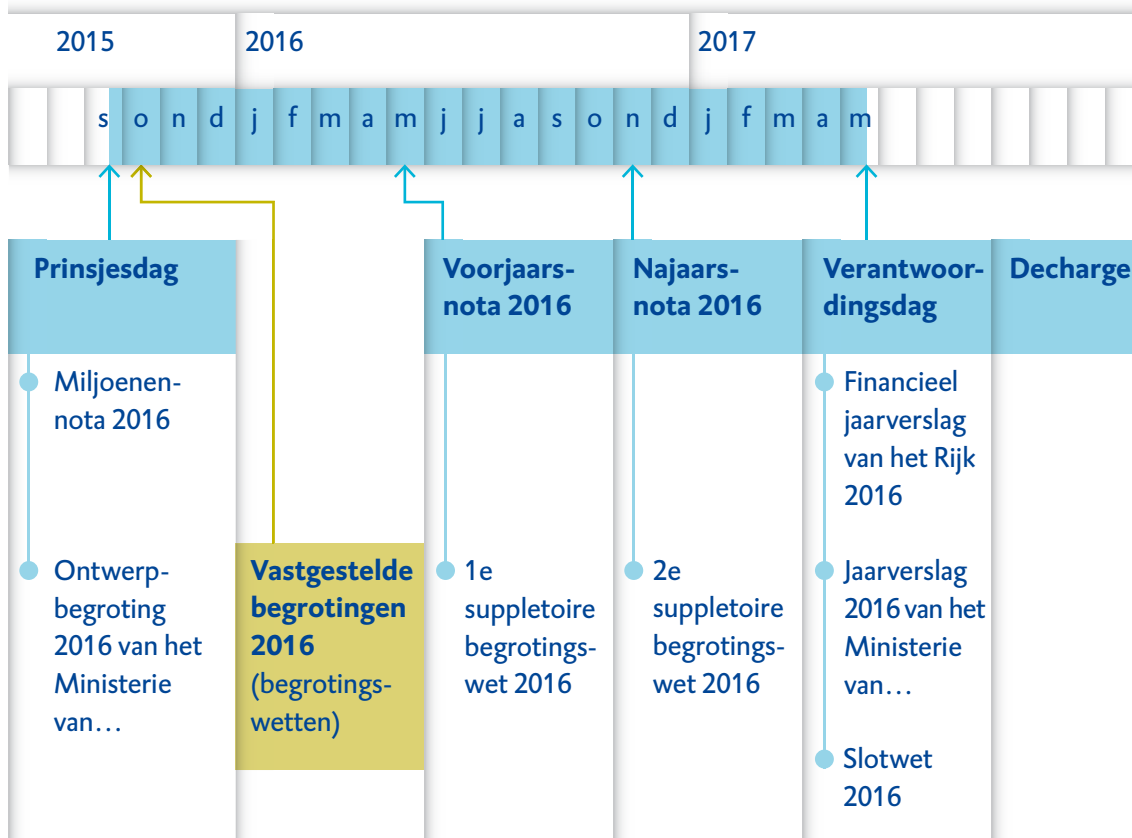 2015
2016
2017
s o n d j f m a m j j a s o n d j f m a m
Prinsjesdag
Miljoenen-
nota 2016
Ontwerp-
begroting
2016 van het
Ministerie
van…
Vastgestelde
begrotingen
2016
(begrotings-
wetten)
Voorjaars-
nota 2016
1e
suppletoire
begrotings-
wet 2016
Najaars-
nota 2016
2e
suppletoire
begrotings-
wet 2016
Verantwoor-
dingsdag
Financieel
jaarverslag
van het Rijk
2016
Jaarverslag
2016 van het
Ministerie
van…
Slotwet
2016
Decharge